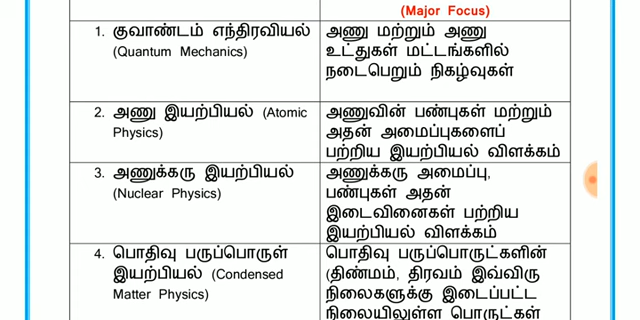 (Major Focus)
1. குவாண்டம் எந்திரவியல்
(Quantum Mechanics)
அணு மற்றும் அணு
உட்துகள் மட்டங்களில்
நடைபெறும் நிகழ்வுகள்
2. அணு இயற்பியல் (Atomic
Physics)
அணுவின் பண்புகள் மற்றும்
அதன் அமைப்புகளைப்
பற்றிய இயற்பியல் விளக்கம்
3. அணுக்கரு இயற்பியல்
(Nuclear Physics)
அணுக்கரு அமைப்பு,
பண்புகள் அதன்
இடைவினைகள் பற்றிய
இயற்பியல் விளக்கம்
4. பொதிவு பருப்பொருள்
இயற்பியல் (Condensed
Matter Physics)
பொதிவு பருப்பொருட்களின்
(திண்மம், திரவம் இவ்விரு
நிலைகளுக்கு இடைப்பட்ட
நிலையிலுள்ள பொருட்கள்